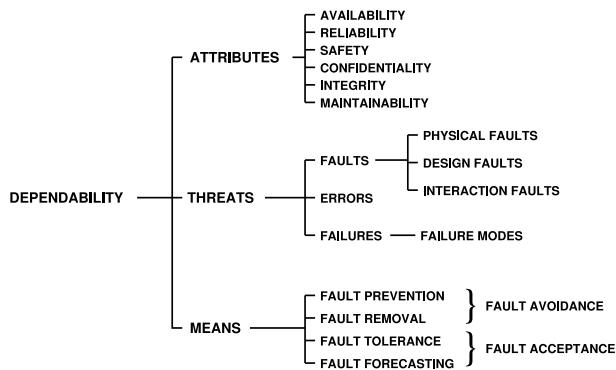 AVAILABILITY
RELIABILITY
SAFETY
ATTRIBUTES
CONFIDENTIALITY
INTEGRITY
MAINTAINABILITY
PHYSICAL FAULTS
FAULTS
DESIGN FAULTS
INTERACTION FAULTS
DEPENDABILITY
THREATS
ERRORS
FAILURES
FAILURE MODES
FAULT PREVENTION
FAULT AVOIDANCE
FAULT REMOVAL
MEANS
FAULT TOLERANCE
FAULT ACCEPTANCE
FAULT FORECASTING